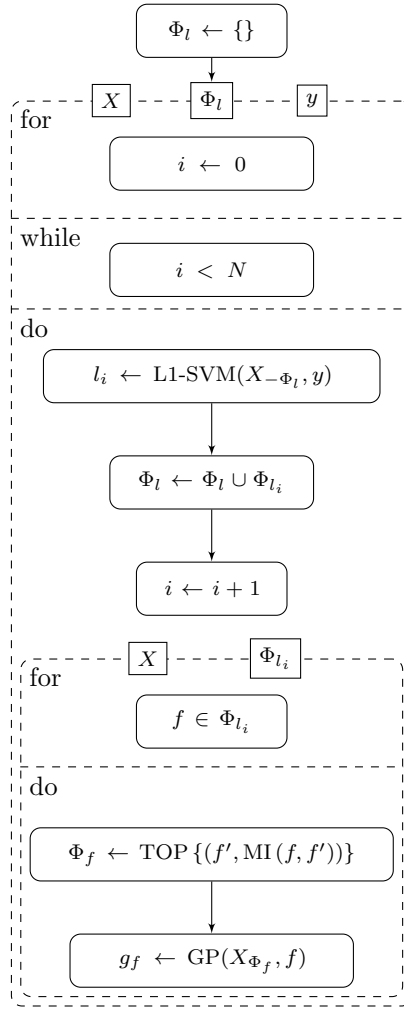 Φ_l ← {}
X Φ_l y
for
i ← 0
while
i < N
do
l_i ← L1-SVM(X_{−Φ_l}, y)
Φ_l ← Φ_l ∪ Φ_{l_i}
i ← i + 1
X Φ_{l_i}
for
f ∈ Φ_{l_i}
do
Φ_f ← TOP {(f′, MI (f, f′))}
g_f ← GP(X_{Φ_f}, f)